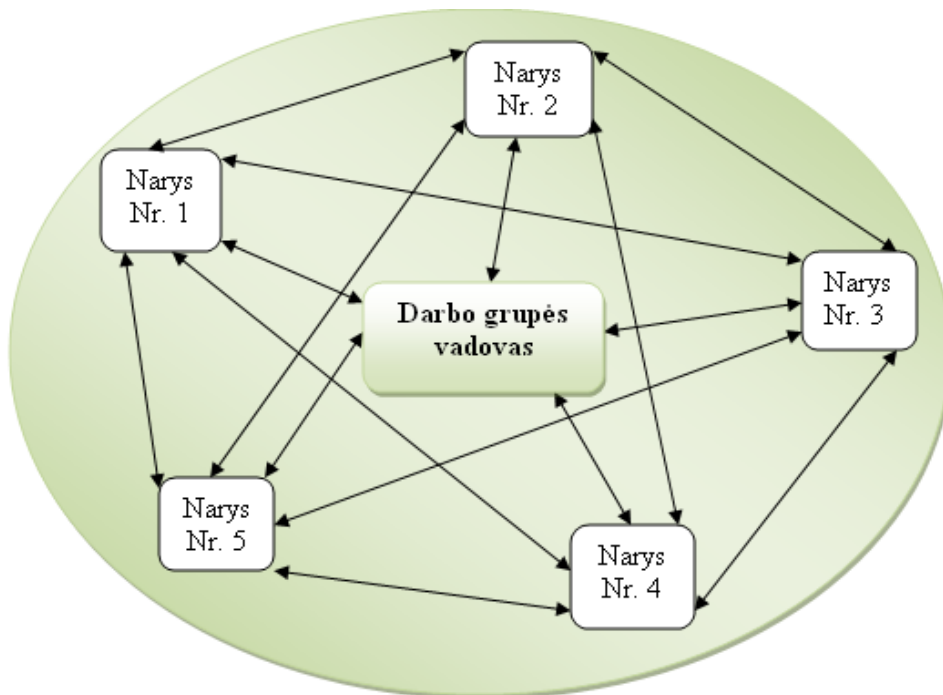 Narys
Nr. 2
Narys
Nr. 1
Narys
Nr. 3
Darbo grupės
vadovas
Narys
Nr. 5
Narys
Nr. 4